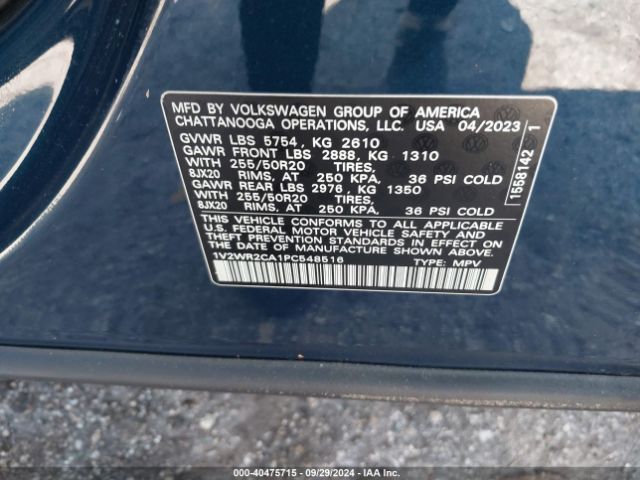 MFD BY VOLKSWAGEN GROUP OF AMERICA
CHATTANOOGA OPERATIONS, LLC. USA 04/2023
GVWR LBS 5754, KG 2610
GAWR FRONT LBS 2888, KG 1310
WITH 255/50R20 TIRES,
8JX20 RIMS, AT 250 KPA, 36 PSI COLD
GAWR REAR LBS 2976, KG 1350
WITH 255/50R20 TIRES,
8JX20 RIMS, AT 250 KPA, 36 PSI COLD
THIS VEHICLE CONFORMS TO ALL APPLICABLE
U.S. FEDERAL MOTOR VEHICLE SAFETY AND
THEFT PREVENTION STANDARDS IN EFFECT ON
THE DATE OF MANUFACTURE SHOWN ABOVE.
1V2WR2CA1PC548516 TYPE: MPV
1558142 1
000-40475715 - 09/29/2024 - IAA Inc.